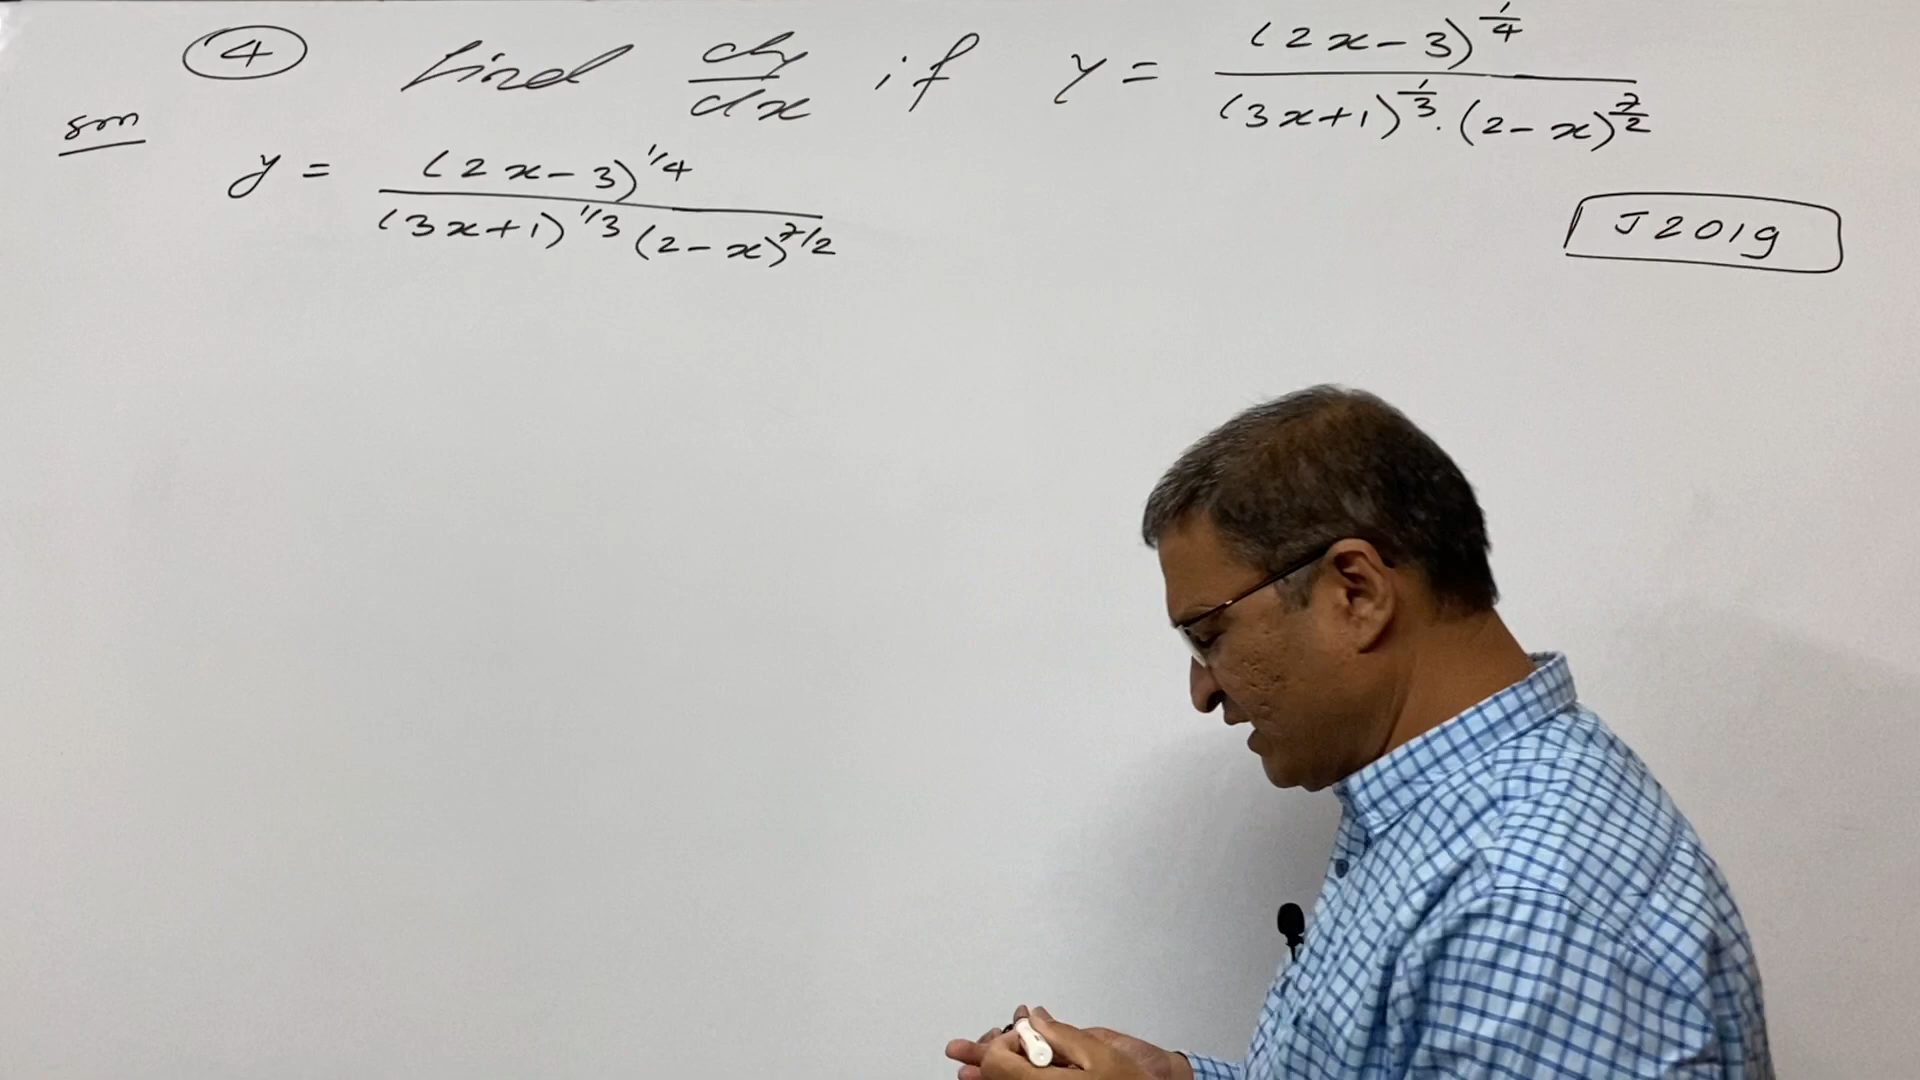 ④ Find dy/dx if y = (2x-3)^1/4 / (3x+1)^1/3 . (2-x)^7/2
Soln
y = (2x-3)^1/4 / (3x+1)^1/3 (2-x)^7/2
J2019